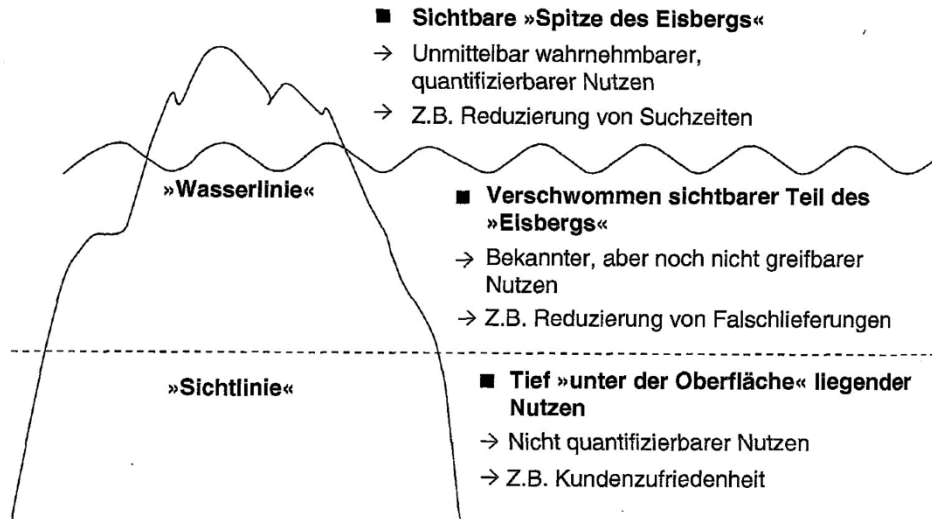 ■ Sichtbare »Spitze des Eisbergs«
→ Unmittelbar wahrnehmbarer,
quantifizierbarer Nutzen
→ Z.B. Reduzierung von Suchzeiten
»Wasserlinie«
■ Verschwommen sichtbarer Teil des
»Eisbergs«
→ Bekannter, aber noch nicht greifbarer
Nutzen
→ Z.B. Reduzierung von Falschlieferungen
»Sichtlinie«
■ Tief »unter der Oberfläche« liegender
Nutzen
→ Nicht quantifizierbarer Nutzen
→ Z.B. Kundenzufriedenheit